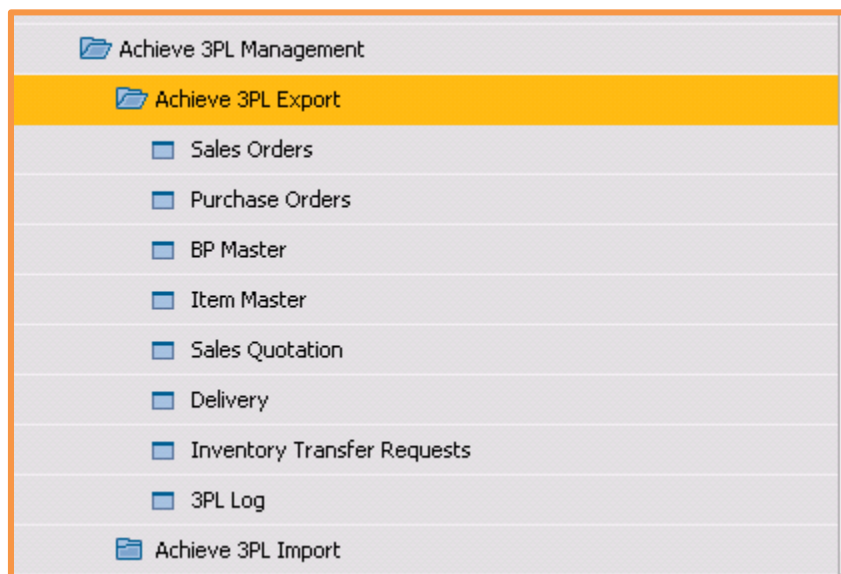 Achieve 3PL Management
Achieve 3PL Export
Sales Orders
Purchase Orders
BP Master
Item Master
Sales Quotation
Delivery
Inventory Transfer Requests
3PL Log
Achieve 3PL Import